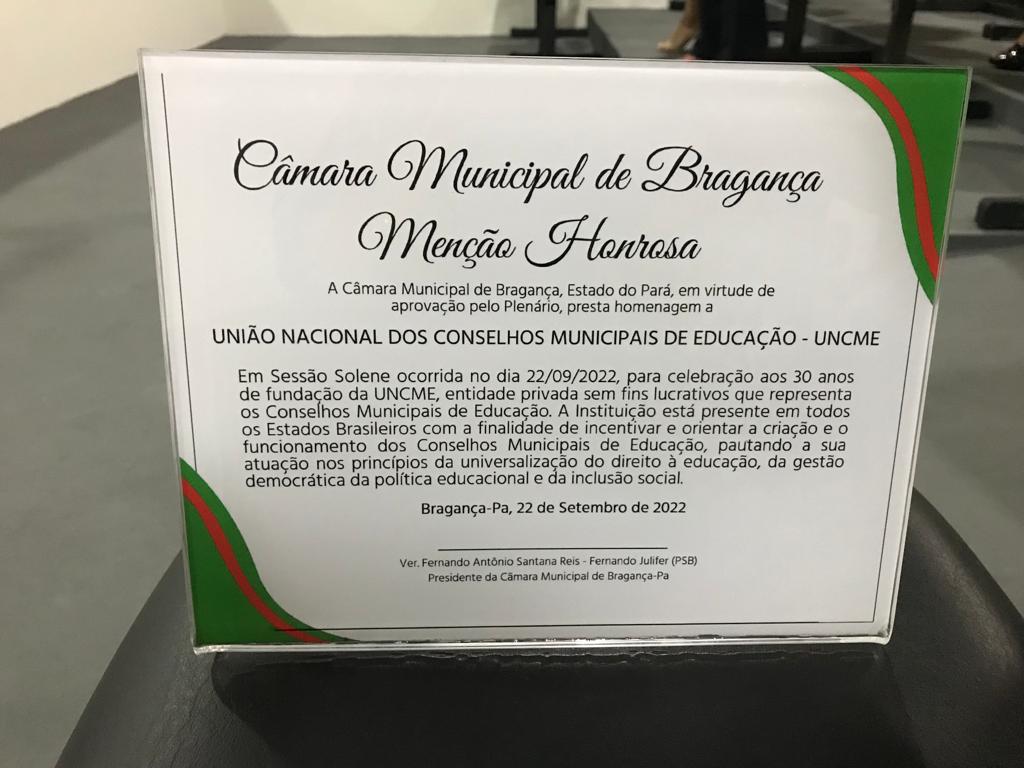 Câmara Municipal de Bragança
Menção Honrosa
A Câmara Municipal de Bragança, Estado do Pará, em virtude de
aprovação pelo Plenário, presta homenagem a
UNIÃO NACIONAL DOS CONSELHOS MUNICIPAIS DE EDUCAÇÃO - UNCME
Em Sessão Solene ocorrida no dia 22/09/2022, para celebração aos 30 anos
de fundação da UNCME, entidade privada sem fins lucrativos que representa
os Conselhos Municipais de Educação. A Instituição está presente em todos
os Estados Brasileiros com a finalidade de incentivar e orientar a criação e o
funcionamento dos Conselhos Municipais de Educação, pautando a sua
atuação nos princípios da universalização do direito à educação, da gestão
democrática da política educacional e da inclusão social.
Bragança-Pa, 22 de Setembro de 2022
Ver. Fernando Antônio Santana Reis - Fernando Julifer (PSB)
Presidente da Câmara Municipal de Bragança-Pa